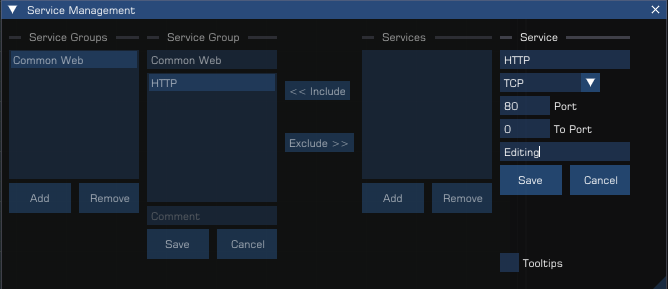 Service Management
Service Groups
Common Web
Add
Remove
Service Group
Common Web
HTTP
Comment
Save
Cancel
<< Include
Exclude >>
Services
Add
Remove
Service
HTTP
TCP
80 Port
0 To Port
Editing
Save
Cancel
Tooltips